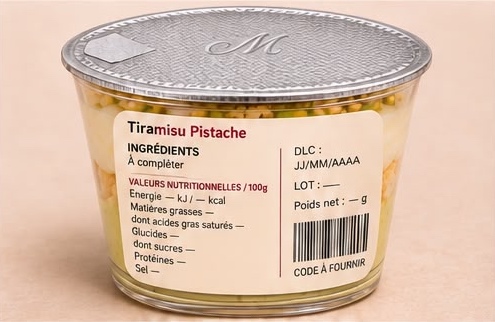 M
Tiramisu Pistache
INGRÉDIENTS
À compléter
VALEURS NUTRITIONNELLES / 100g
Energie — kJ / — kcal
Matières grasses —
dont acides gras saturés —
Glucides —
dont sucres —
Protéines —
Sel —
DLC :
JJ/MM/AAAA
LOT : —
Poids net : — g
CODE À FOURNIR